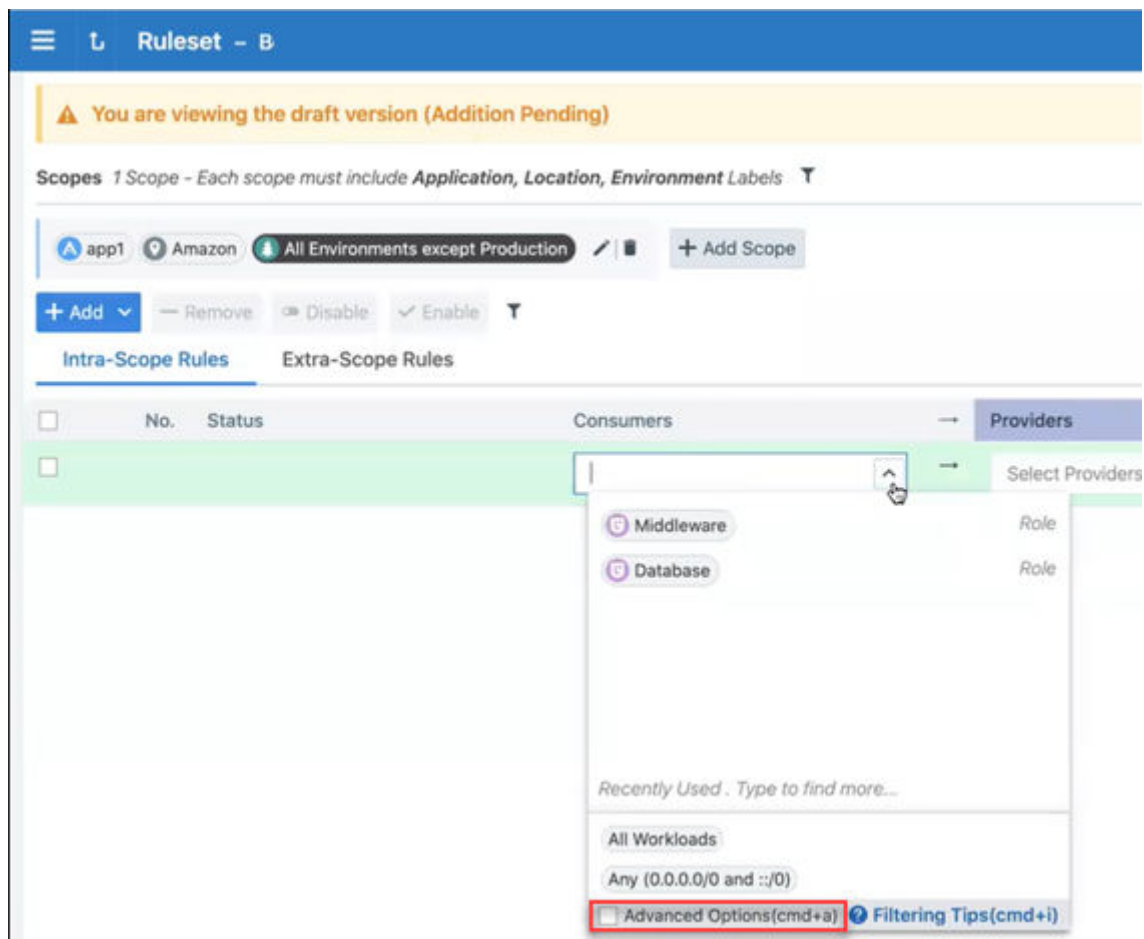 Ruleset – B
You are viewing the draft version (Addition Pending)
Scopes 1 Scope - Each scope must include Application, Location, Environment Labels
app1 Amazon All Environments except Production + Add Scope
+ Add — Remove Disable Enable
Intra-Scope Rules Extra-Scope Rules
No. Status Consumers → Providers
→ Select Providers
Middleware Role
Database Role
Recently Used . Type to find more...
All Workloads
Any (0.0.0.0/0 and ::/0)
Advanced Options(cmd+a) Filtering Tips(cmd+i)